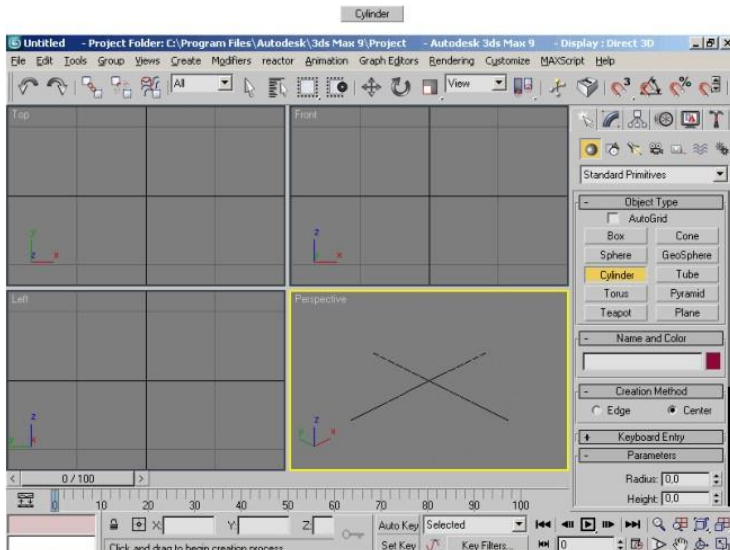 Cylinder
Untitled - Project Folder: C:\Program Files\Autodesk\3ds Max 9\Project - Autodesk 3ds Max 9 - Display : Direct 3D
File Edit Tools Group Views Create Modifiers reactor Animation Graph Editors Rendering Customize MAXScript Help
All View
Top
Front
Left
Perspective
y
z x
z
x
z
y x
z
y x
Standard Primitives
- Object Type
AutoGrid
Box Cone
Sphere GeoSphere
Cylinder Tube
Torus Pyramid
Teapot Plane
- Name and Color
- Creation Method
Edge Center
+ Keyboard Entry
- Parameters
Radius: 0,0
Height: 0,0
< 0 / 100 >
0 10 20 30 40 50 60 70 80 90 100
X: Y: Z: Auto Key Selected
Click and drag to begin creation process Set Key Key Filters... 0